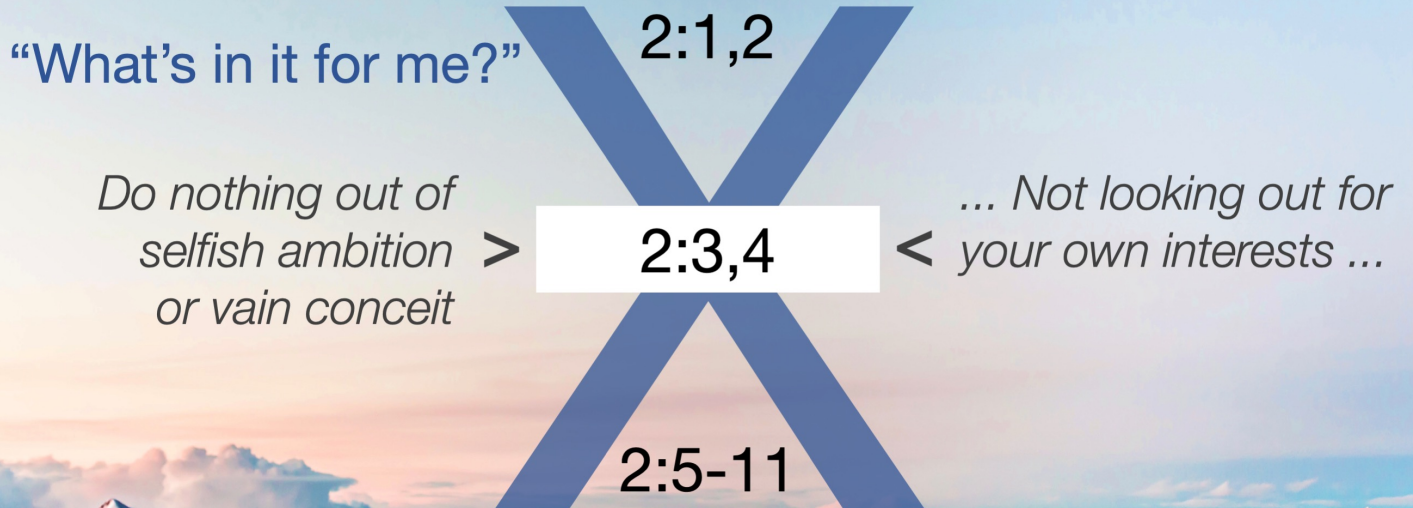 2:1,2
“What’s in it for me?”
Do nothing out of
selfish ambition
or vain conceit
>
2:3,4
<
... Not looking out for
your own interests ...
2:5-11